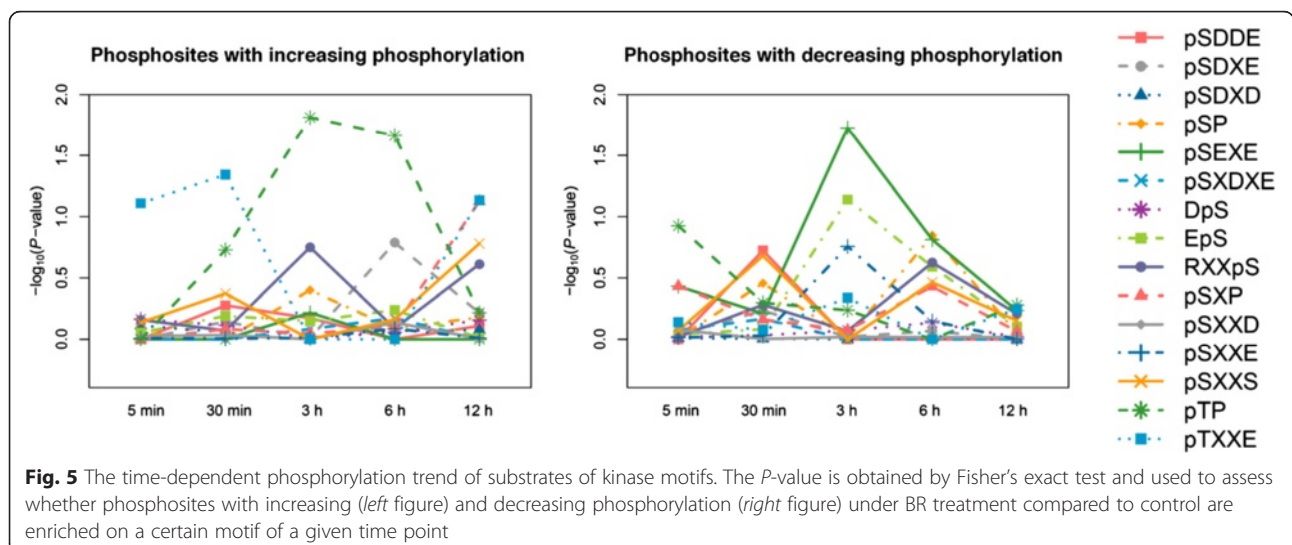 Phosphosites with increasing phosphorylation
−log10(P−value)
2.0
1.5
1.0
0.5
0.0
5 min 30 min 3 h 6 h 12 h
Phosphosites with decreasing phosphorylation
−log10(P−value)
2.0
1.5
1.0
0.5
0.0
5 min 30 min 3 h 6 h 12 h
pSDDE
pSDXE
pSDXD
pSP
pSEXE
pSXDXE
DpS
EpS
RXXpS
pSXP
pSXXD
pSXXE
pSXXS
pTP
pTXXE
Fig. 5 The time-dependent phosphorylation trend of substrates of kinase motifs. The P-value is obtained by Fisher's exact test and used to assess
whether phosphosites with increasing (left figure) and decreasing phosphorylation (right figure) under BR treatment compared to control are
enriched on a certain motif of a given time point